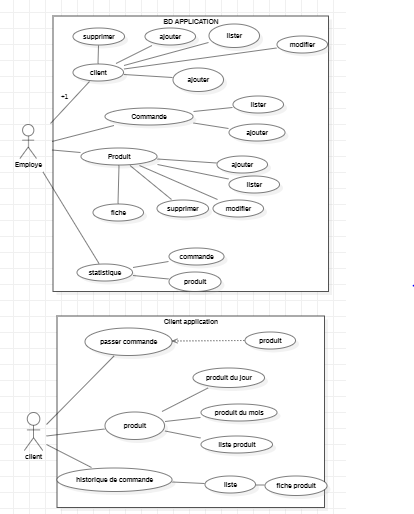 BD APPLICATION
supprimer
ajouter
lister
modifier
client
ajouter
+1
lister
Commande
ajouter
Employe
Produit
ajouter
lister
fiche
supprimer
modifier
commande
statistique
produit
Client application
passer commande
produit
produit du jour
produit du mois
produit
liste produit
client
historique de commande
liste
fiche produit